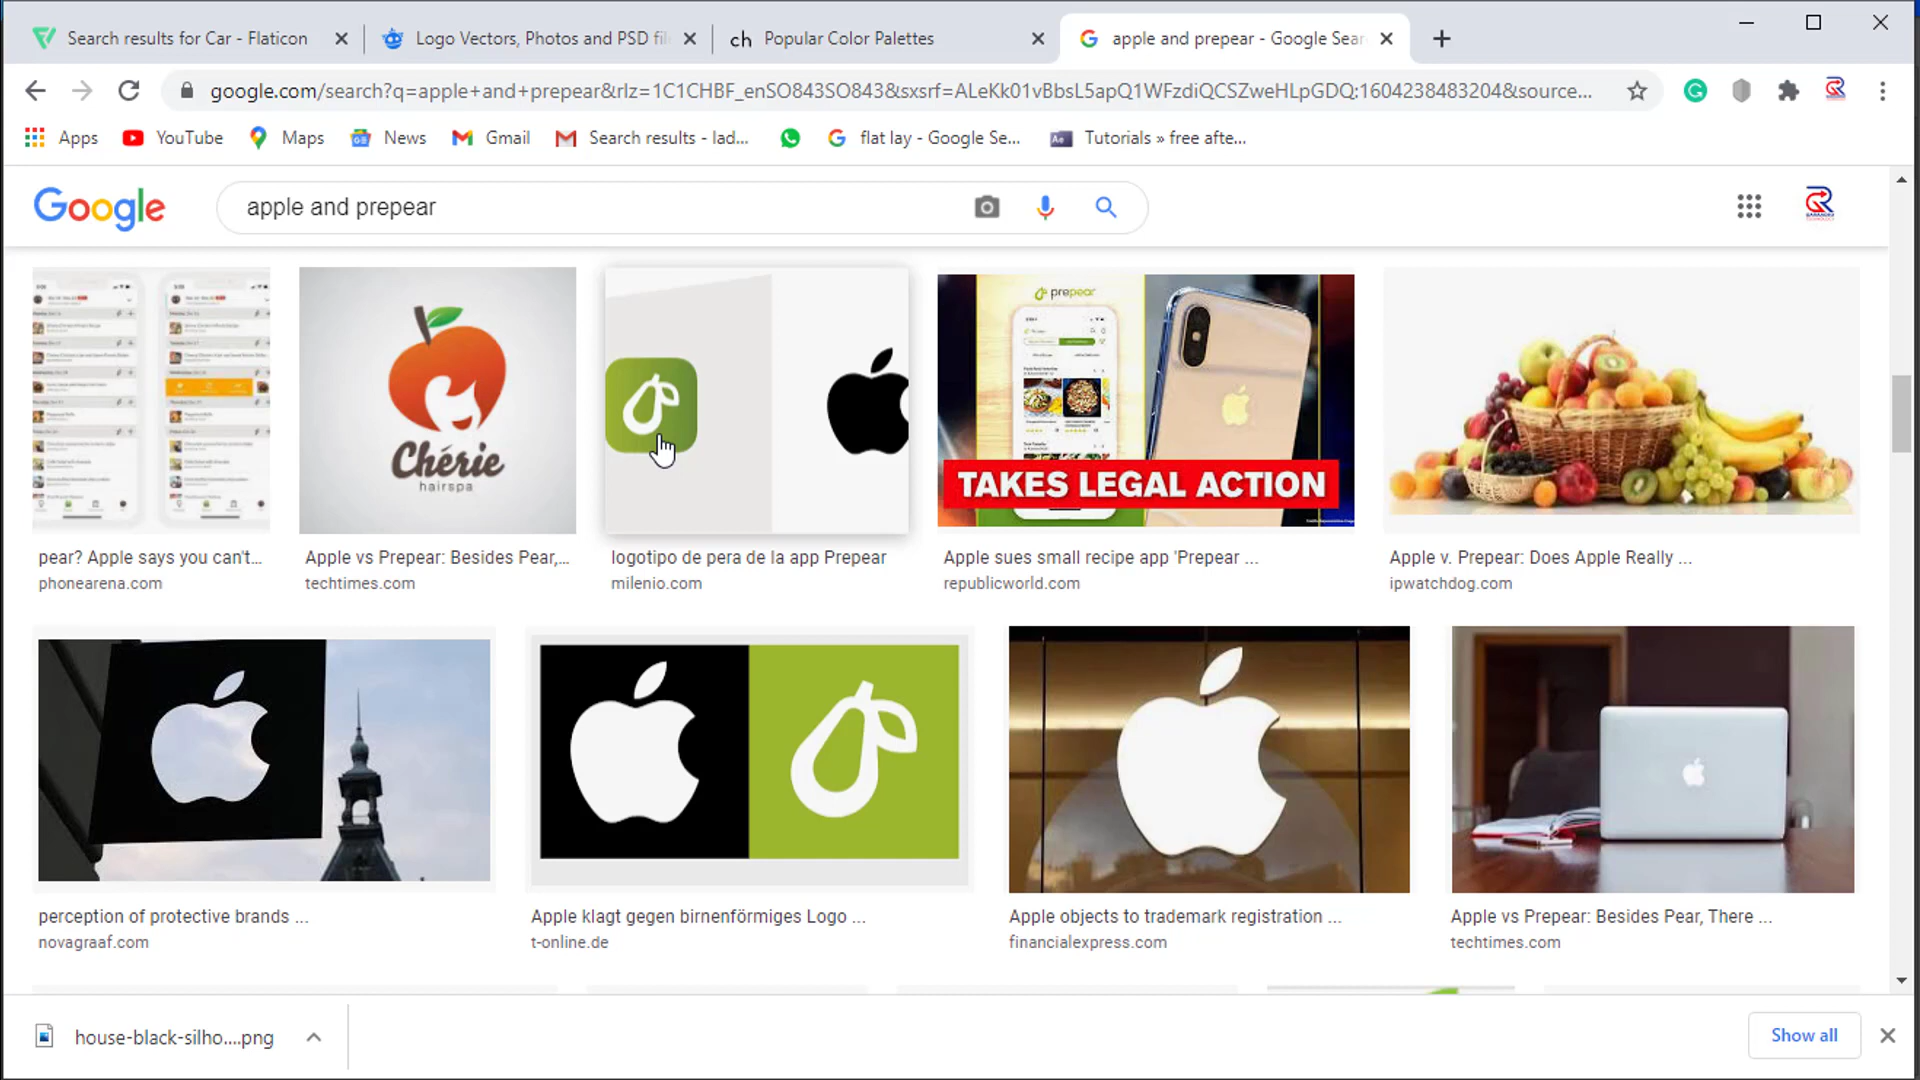 Search results for Car - Flaticon
Logo Vectors, Photos and PSD fil
ch Popular Color Palettes
apple and prepear - Google Sear
google.com/search?q=apple+and+prepear&rlz=1C1CHBF_enSO843SO843&sxsrf=ALeKk01vBbsL5apQ1WFzdiQCSZweHLpGDQ:1604238483204&source...
Apps
YouTube
Maps
News
Gmail
Search results - lad...
flat lay - Google Se...
Ae
Tutorials » free afte...
Google
apple and prepear
Chérie
hairspa
prepear
TAKES LEGAL ACTION
pear? Apple says you can't...
phonearena.com
Apple vs Prepear: Besides Pear,...
techtimes.com
logotipo de pera de la app Prepear
milenio.com
Apple sues small recipe app 'Prepear ...
republicworld.com
Apple v. Prepear: Does Apple Really ...
ipwatchdog.com
perception of protective brands ...
novagraaf.com
Apple klagt gegen birnenförmiges Logo ...
t-online.de
Apple objects to trademark registration ...
financialexpress.com
Apple vs Prepear: Besides Pear, There ...
techtimes.com
house-black-silho....png
Show all